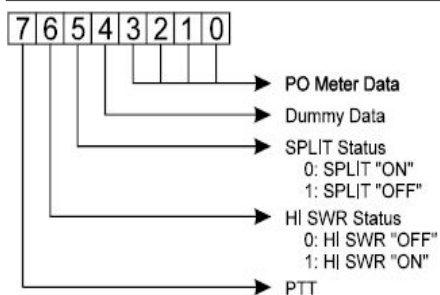 7 6 5 4 3 2 1 0
PO Meter Data
Dummy Data
SPLIT Status
0: SPLIT "ON"
1: SPLIT "OFF"
HI SWR Status
0: HI SWR "OFF"
1: HI SWR "ON"
PTT